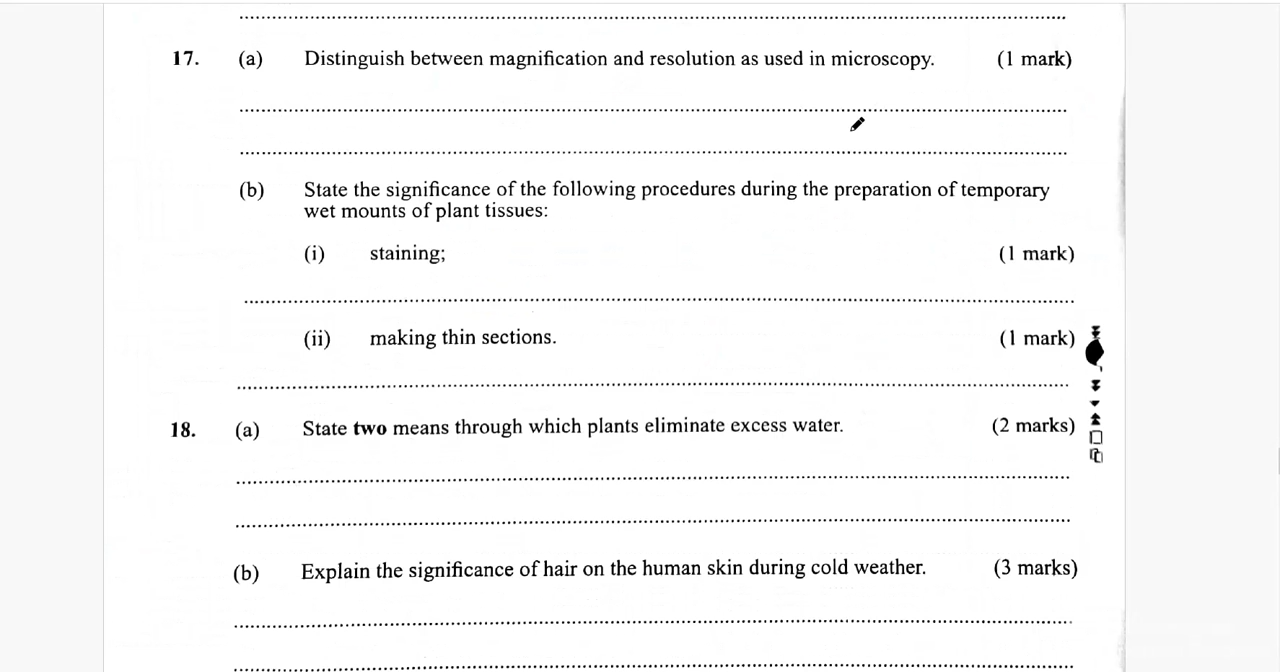 17. (a) Distinguish between magnification and resolution as used in microscopy. (1 mark)
(b) State the significance of the following procedures during the preparation of temporary
wet mounts of plant tissues:
(i) staining; (1 mark)
(ii) making thin sections. (1 mark)
18. (a) State two means through which plants eliminate excess water. (2 marks)
(b) Explain the significance of hair on the human skin during cold weather. (3 marks)